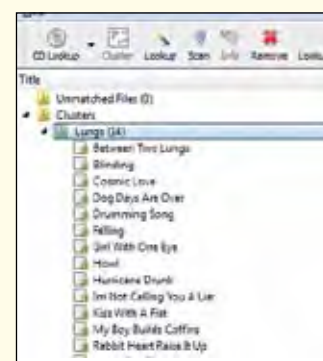 CD Lookup Cluster Lookup Scan Info Remove
Title
Unmatched Files (0)
Clusters
Lungs (14)
Between Two Lungs
Blinding
Cosmic Love
Dog Days Are Over
Drumming Song
Falling
Girl With One Eye
Howl
Hurricane Drunk
Im Not Calling You A Liar
Kiss With A Fist
My Boy Builds Coffins
Rabbit Heart Raise It Up